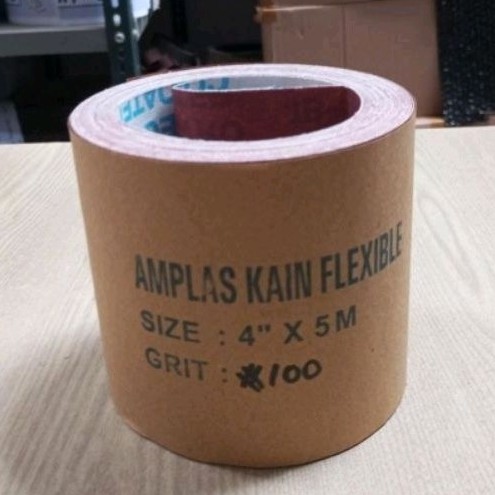 AMPLAS KAIN FLEXIBLE
SIZE : 4" X 5M
GRIT : #100